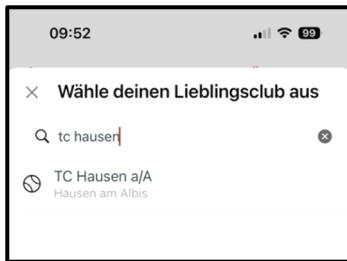 09:52
99
Wähle deinen Lieblingsclub aus
tc hausen
TC Hausen a/A
Hausen am Albis